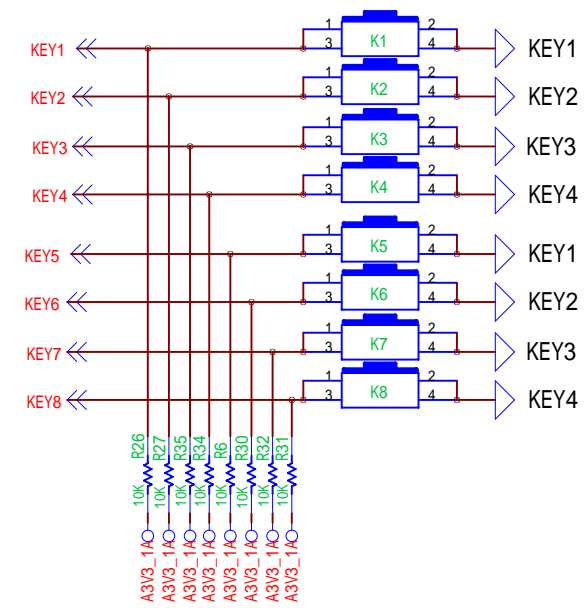 KEY1 1 3 K1 2 4 KEY1
KEY2 1 3 K2 2 4 KEY2
KEY3 1 3 K3 2 4 KEY3
KEY4 1 3 K4 2 4 KEY4
KEY5 1 3 K5 2 4 KEY1
KEY6 1 3 K6 2 4 KEY2
KEY7 1 3 K7 2 4 KEY3
KEY8 1 3 K8 2 4 KEY4
R26 R27 R35 R34 R6 R30 R32 R31
10K 10K 10K 10K 10K 10K 10K 10K
A3V3_1A A3V3_1A A3V3_1A A3V3_1A A3V3_1A A3V3_1A A3V3_1A A3V3_1A